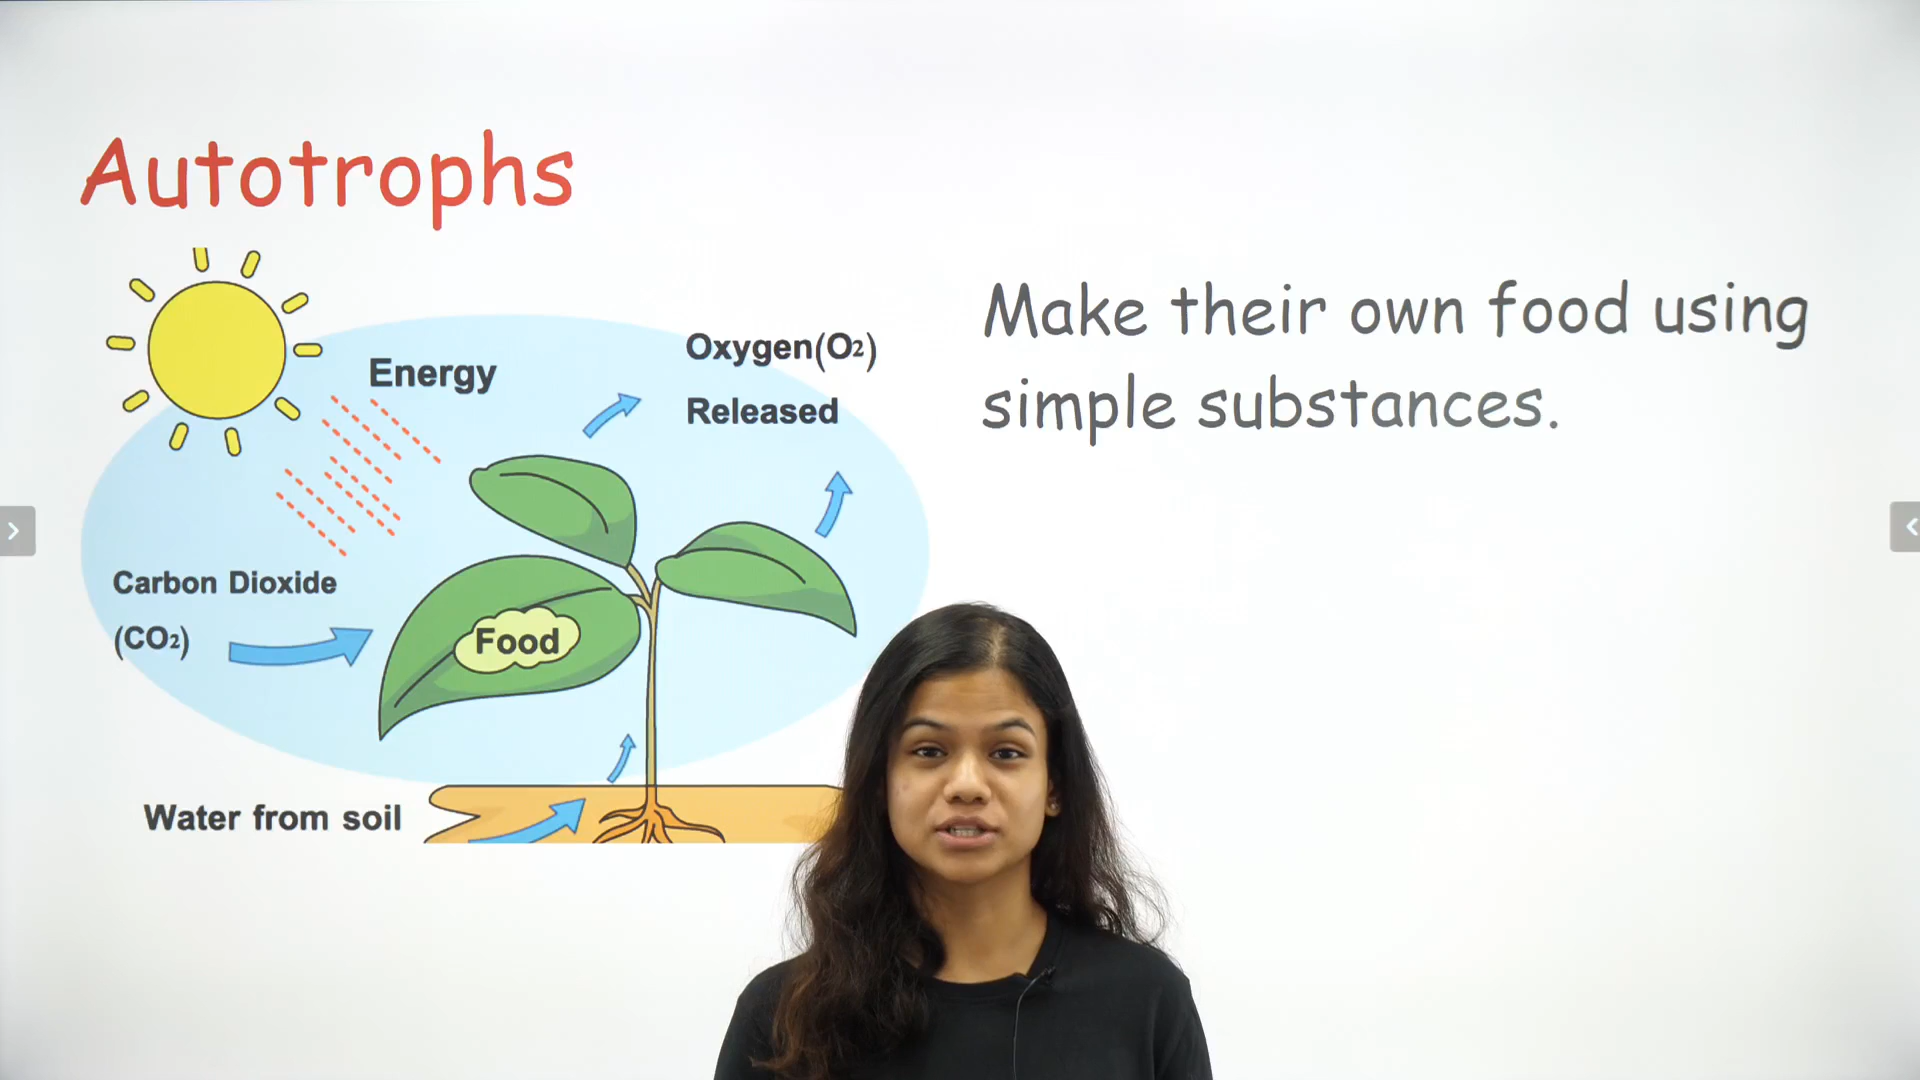 Autotrophs
Make their own food using
simple substances.
Energy
Oxygen(O₂)
Released
Carbon Dioxide
(CO₂)
Food
Water from soil